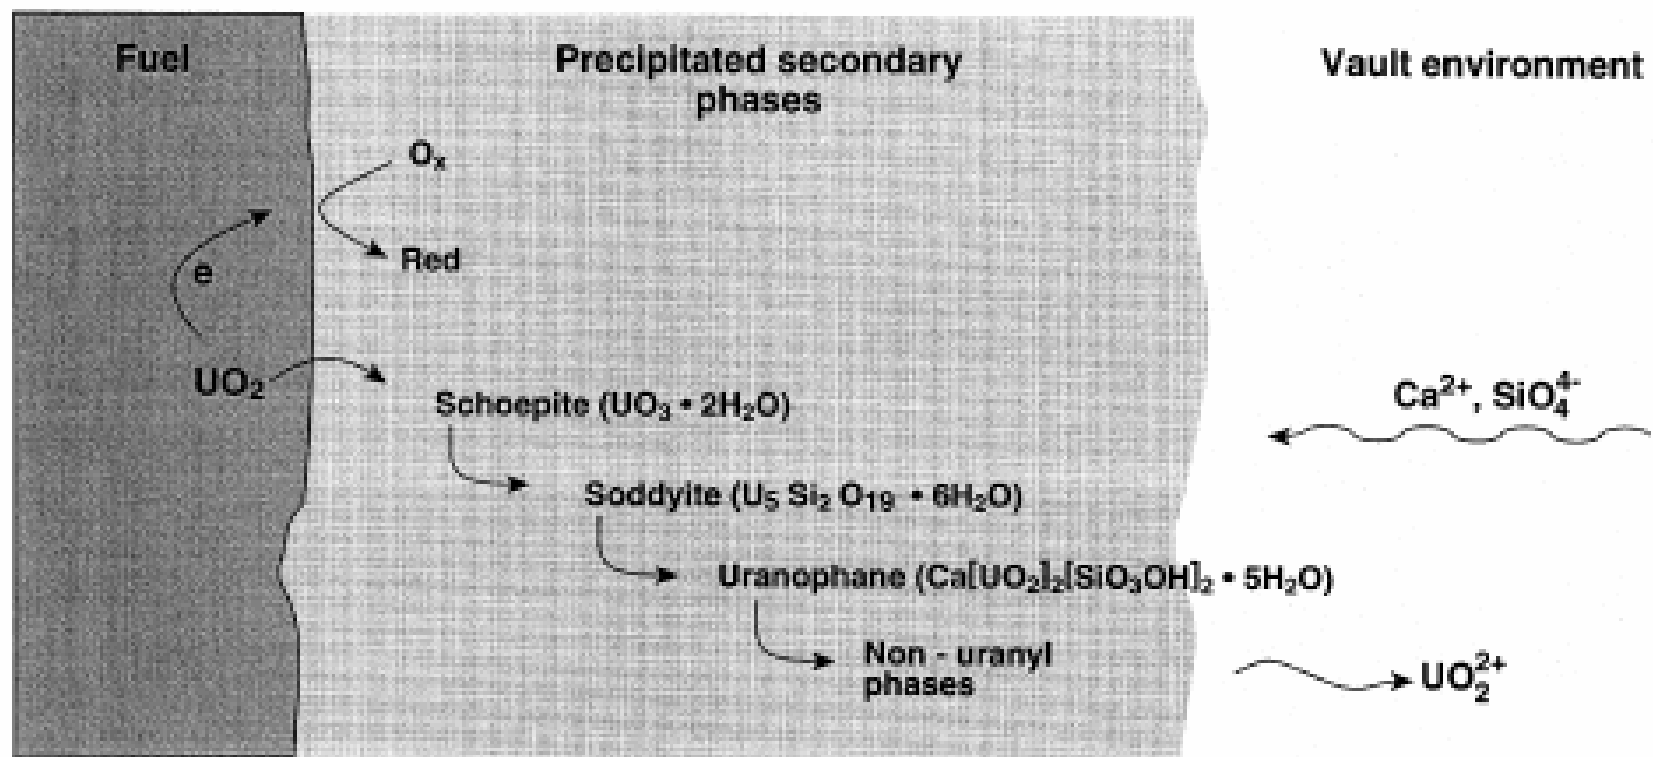 Fuel
Precipitated secondary
phases
Vault environment
Oₓ
Red
e
UO₂
Schoepite (UO₃ • 2H₂O)
Ca²⁺, SiO₄⁴⁻
Soddyite (U₅ Si₂ O₁₉ • 6H₂O)
Uranophane (Ca[UO₂]₂[SiO₃OH]₂ • 5H₂O)
Non - uranyl
phases
UO₂²⁺